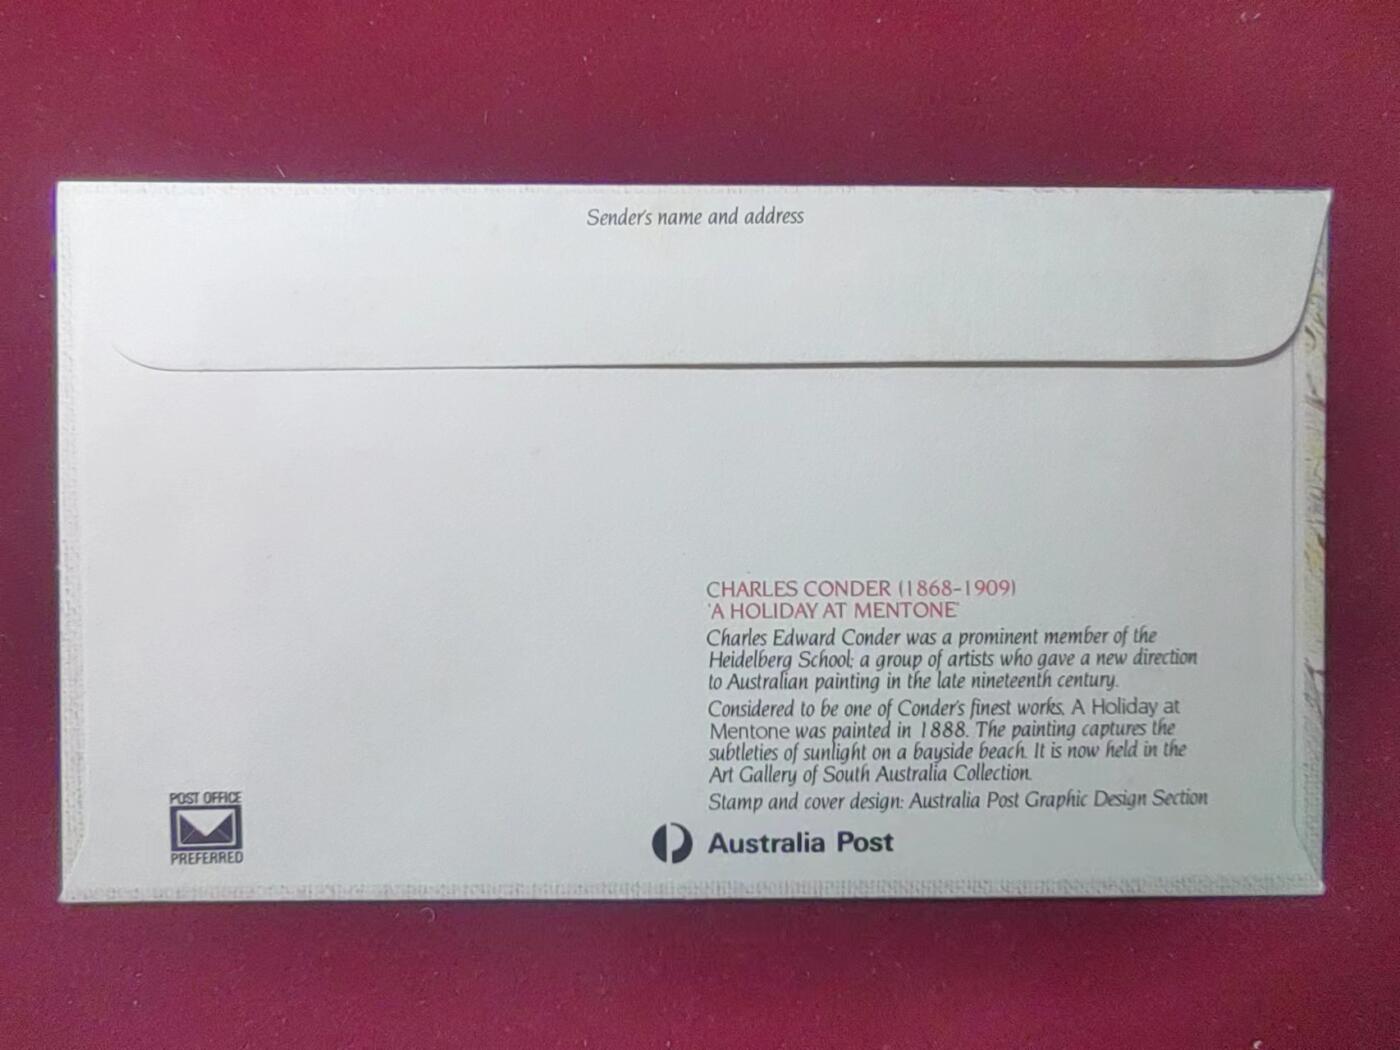 Sender's name and address
CHARLES CONDER (1868-1909)
'A HOLIDAY AT MENTONE'
Charles Edward Conder was a prominent member of the
Heidelberg School; a group of artists who gave a new direction
to Australian painting in the late nineteenth century.
Considered to be one of Conder's finest works, A Holiday at
Mentone was painted in 1888. The painting captures the
subtleties of sunlight on a bayside beach. It is now held in the
Art Gallery of South Australia Collection.
Stamp and cover design: Australia Post Graphic Design Section
POST OFFICE
PREFERRED
Australia Post